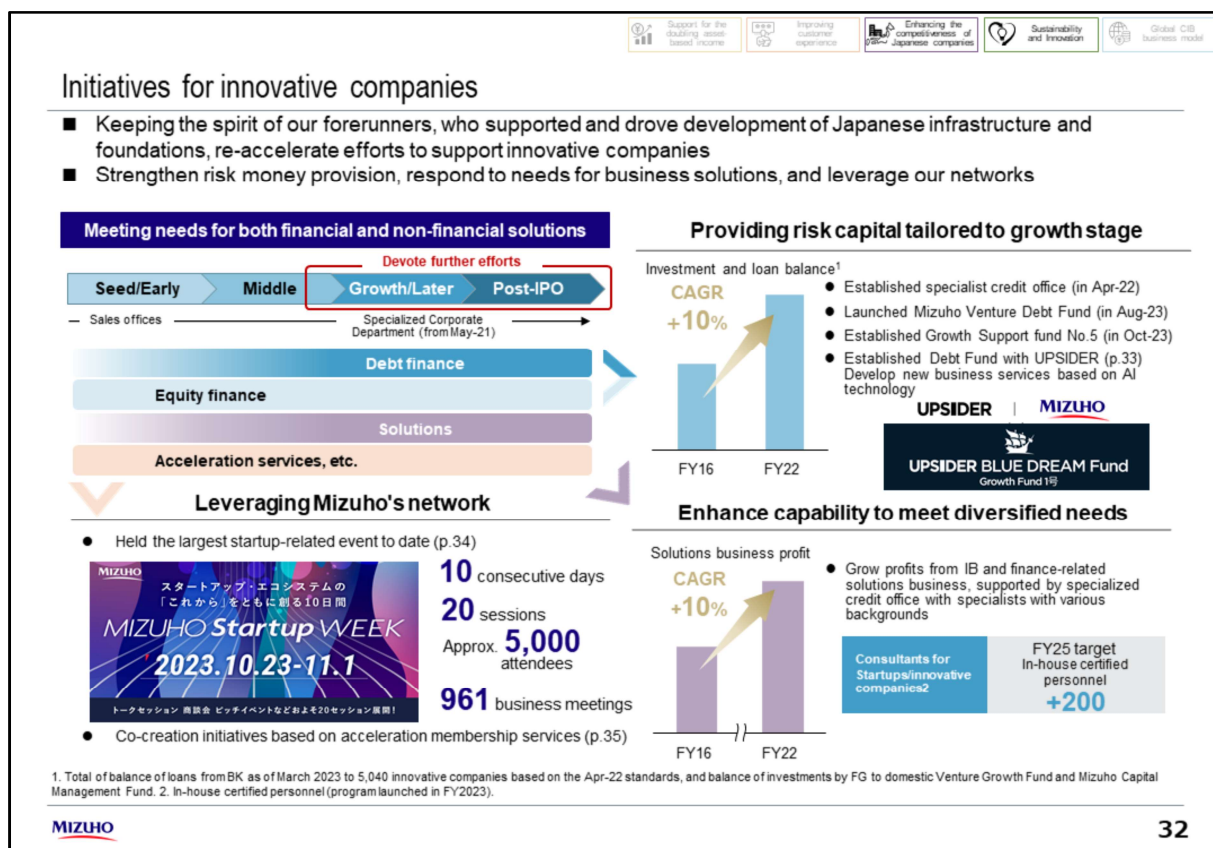 Support for the
doubling asset-
based income
Improving
customer
experience
Enhancing the
competitiveness of
Japanese companies
Sustainability
and Innovation
Global CIB
business model
Initiatives for innovative companies
■ Keeping the spirit of our forerunners, who supported and drove development of Japanese infrastructure and
foundations, re-accelerate efforts to support innovative companies
■ Strengthen risk money provision, respond to needs for business solutions, and leverage our networks
Meeting needs for both financial and non-financial solutions
Devote further efforts
Seed/Early Middle Growth/Later Post-IPO
Sales offices
Specialized Corporate
Department (from May-21)
Debt finance
Equity finance
Solutions
Acceleration services, etc.
Leveraging Mizuho's network
● Held the largest startup-related event to date (p.34)
MIZUHO
スタートアップ・エコシステムの
「これから」をともに創る10日間
MIZUHO Startup WEEK
2023.10.23-11.1
トークセッション 商談会 ピッチイベントなどおよそ20セッション展開!
10 consecutive days
20 sessions
Approx. 5,000
attendees
961 business meetings
● Co-creation initiatives based on acceleration membership services (p.35)
Providing risk capital tailored to growth stage
Investment and loan balance1
CAGR
+10%
FY16 FY22
● Established specialist credit office (in Apr-22)
● Launched Mizuho Venture Debt Fund (in Aug-23)
● Established Growth Support fund No.5 (in Oct-23)
● Established Debt Fund with UPSIDER (p.33)
Develop new business services based on AI
technology
UPSIDER | MIZUHO
UPSIDER BLUE DREAM Fund
Growth Fund 1号
Enhance capability to meet diversified needs
Solutions business profit
CAGR
+10%
FY16 FY22
● Grow profits from IB and finance-related
solutions business, supported by specialized
credit office with specialists with various
backgrounds
Consultants for
Startups/innovative
companies2
FY25 target
In-house certified
personnel
+200
1. Total of balance of loans from BK as of March 2023 to 5,040 innovative companies based on the Apr-22 standards, and balance of investments by FG to domestic Venture Growth Fund and Mizuho Capital
Management Fund. 2. In-house certified personnel (program launched in FY2023).
MIZUHO
32